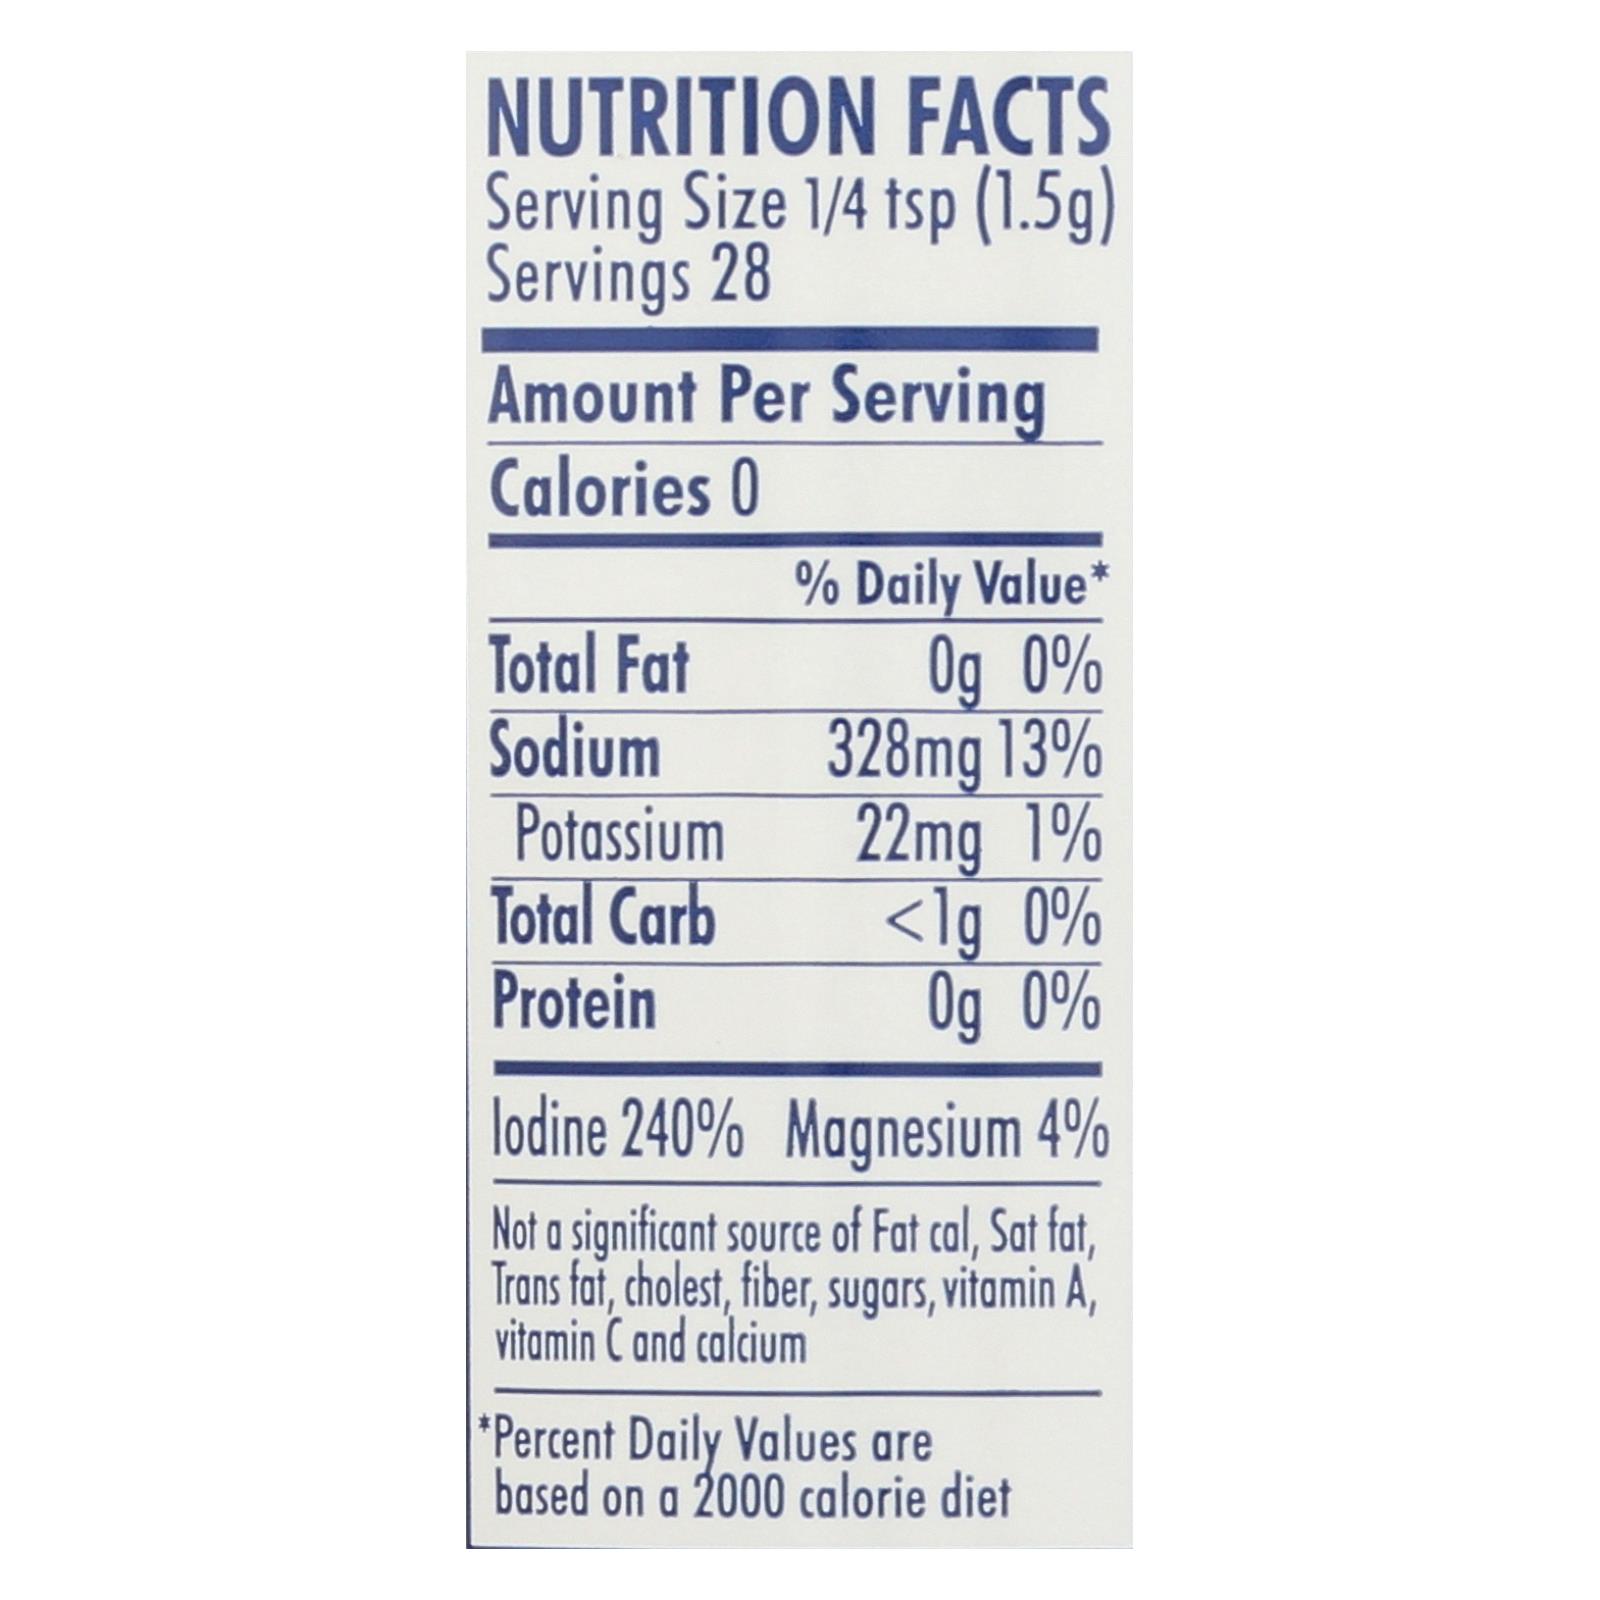 NUTRITION FACTS
Serving Size 1/4 tsp (1.5g)
Servings 28
Amount Per Serving
Calories 0
% Daily Value*
Total Fat 0g 0%
Sodium 328mg 13%
Potassium 22mg 1%
Total Carb <1g 0%
Protein 0g 0%
Iodine 240% Magnesium 4%
Not a significant source of Fat cal, Sat fat,
Trans fat, cholest, fiber, sugars, vitamin A,
vitamin C and calcium
*Percent Daily Values are
based on a 2000 calorie diet